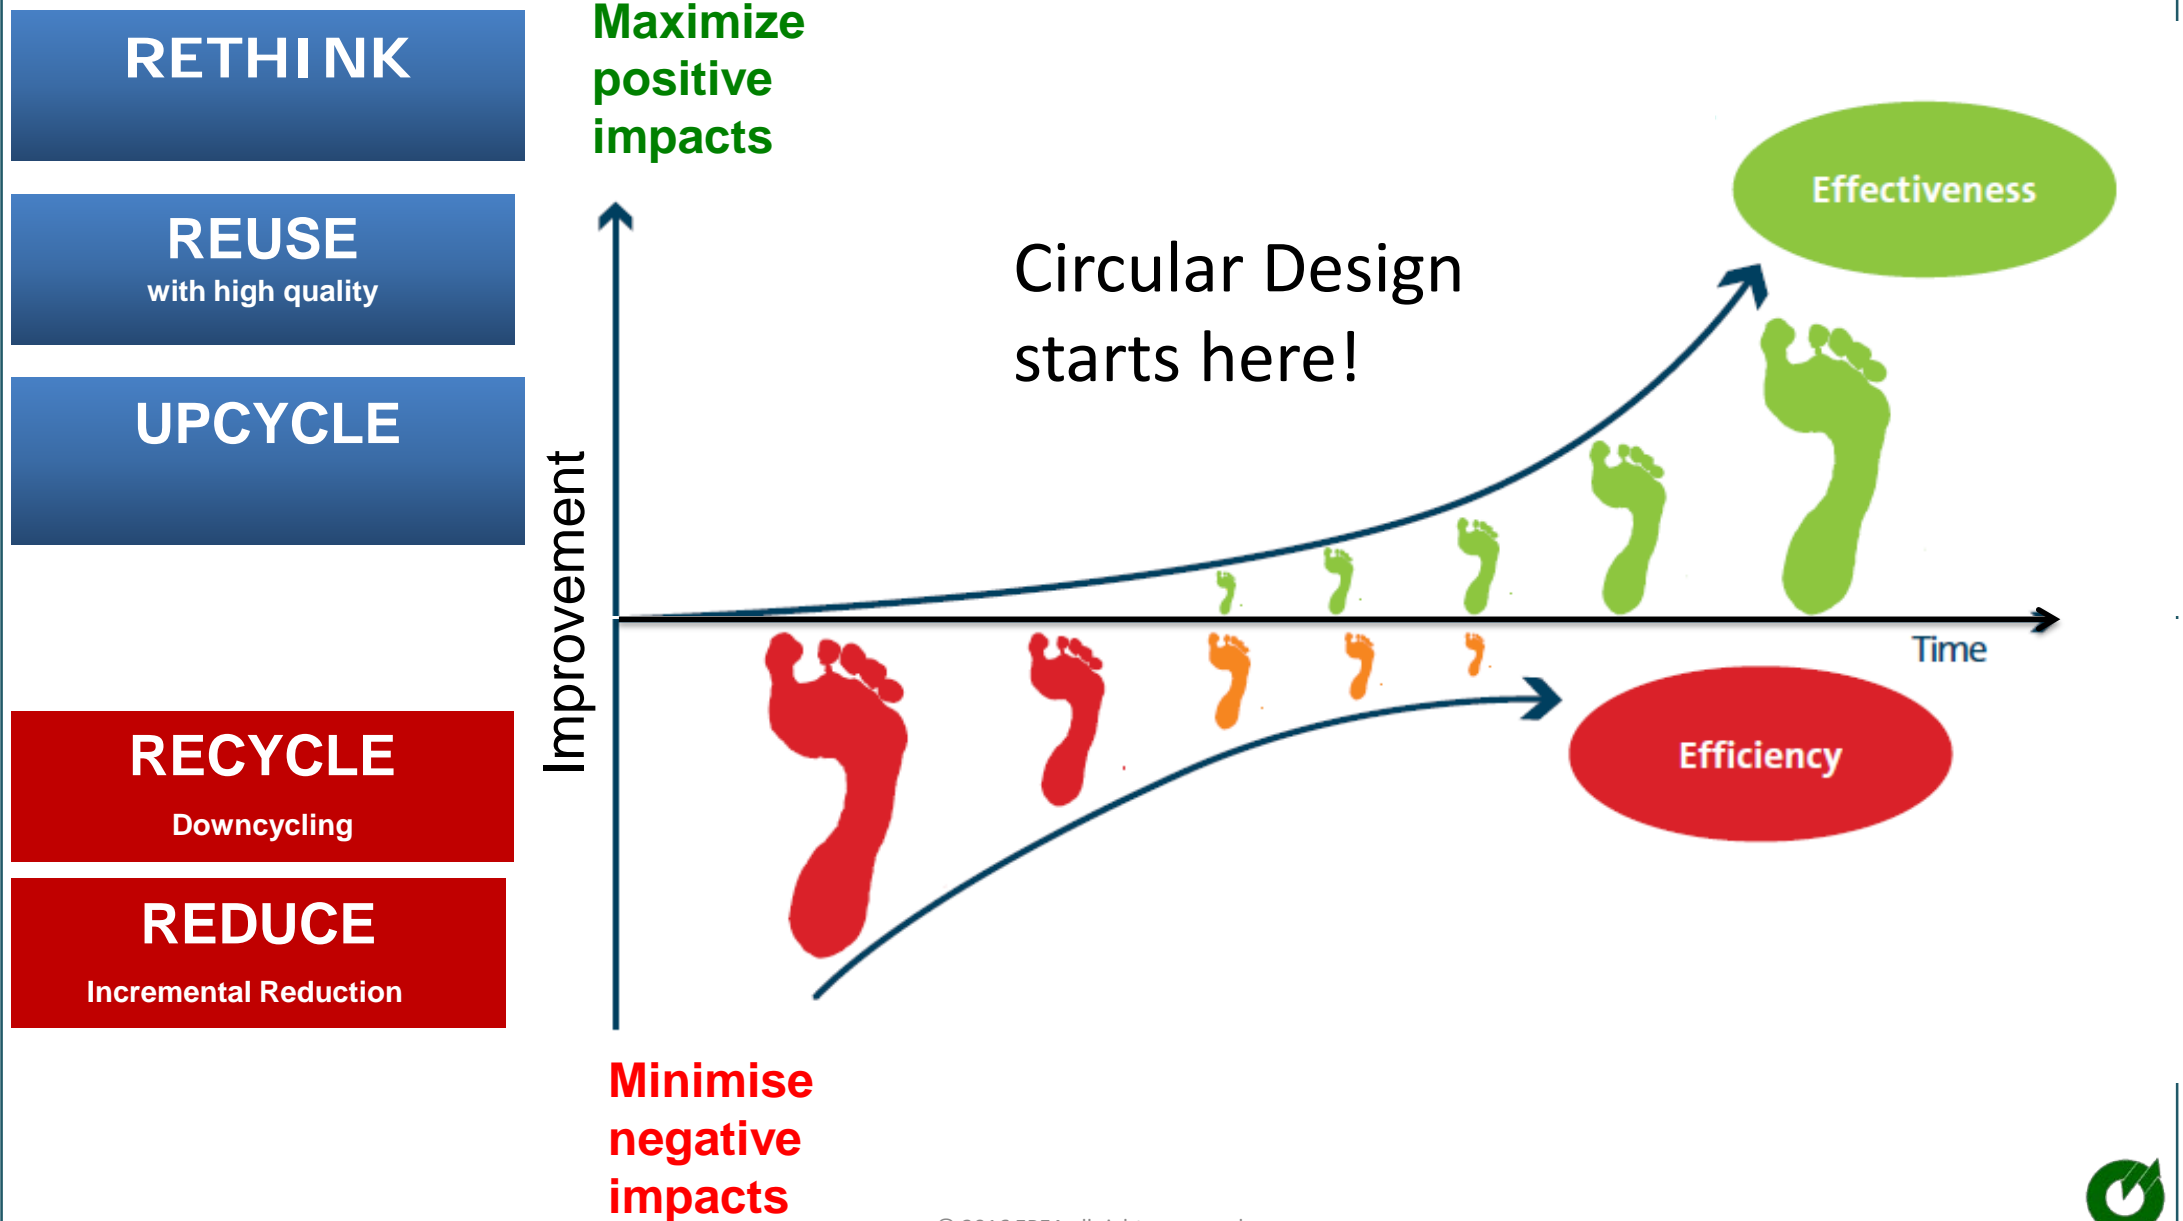 RETHINK
REUSE
with high quality
UPCYCLE
RECYCLE
Downcycling
REDUCE
Incremental Reduction
Maximize
positive
impacts
Improvement
Circular Design
starts here!
Effectiveness
Time
Efficiency
Minimise
negative
impacts